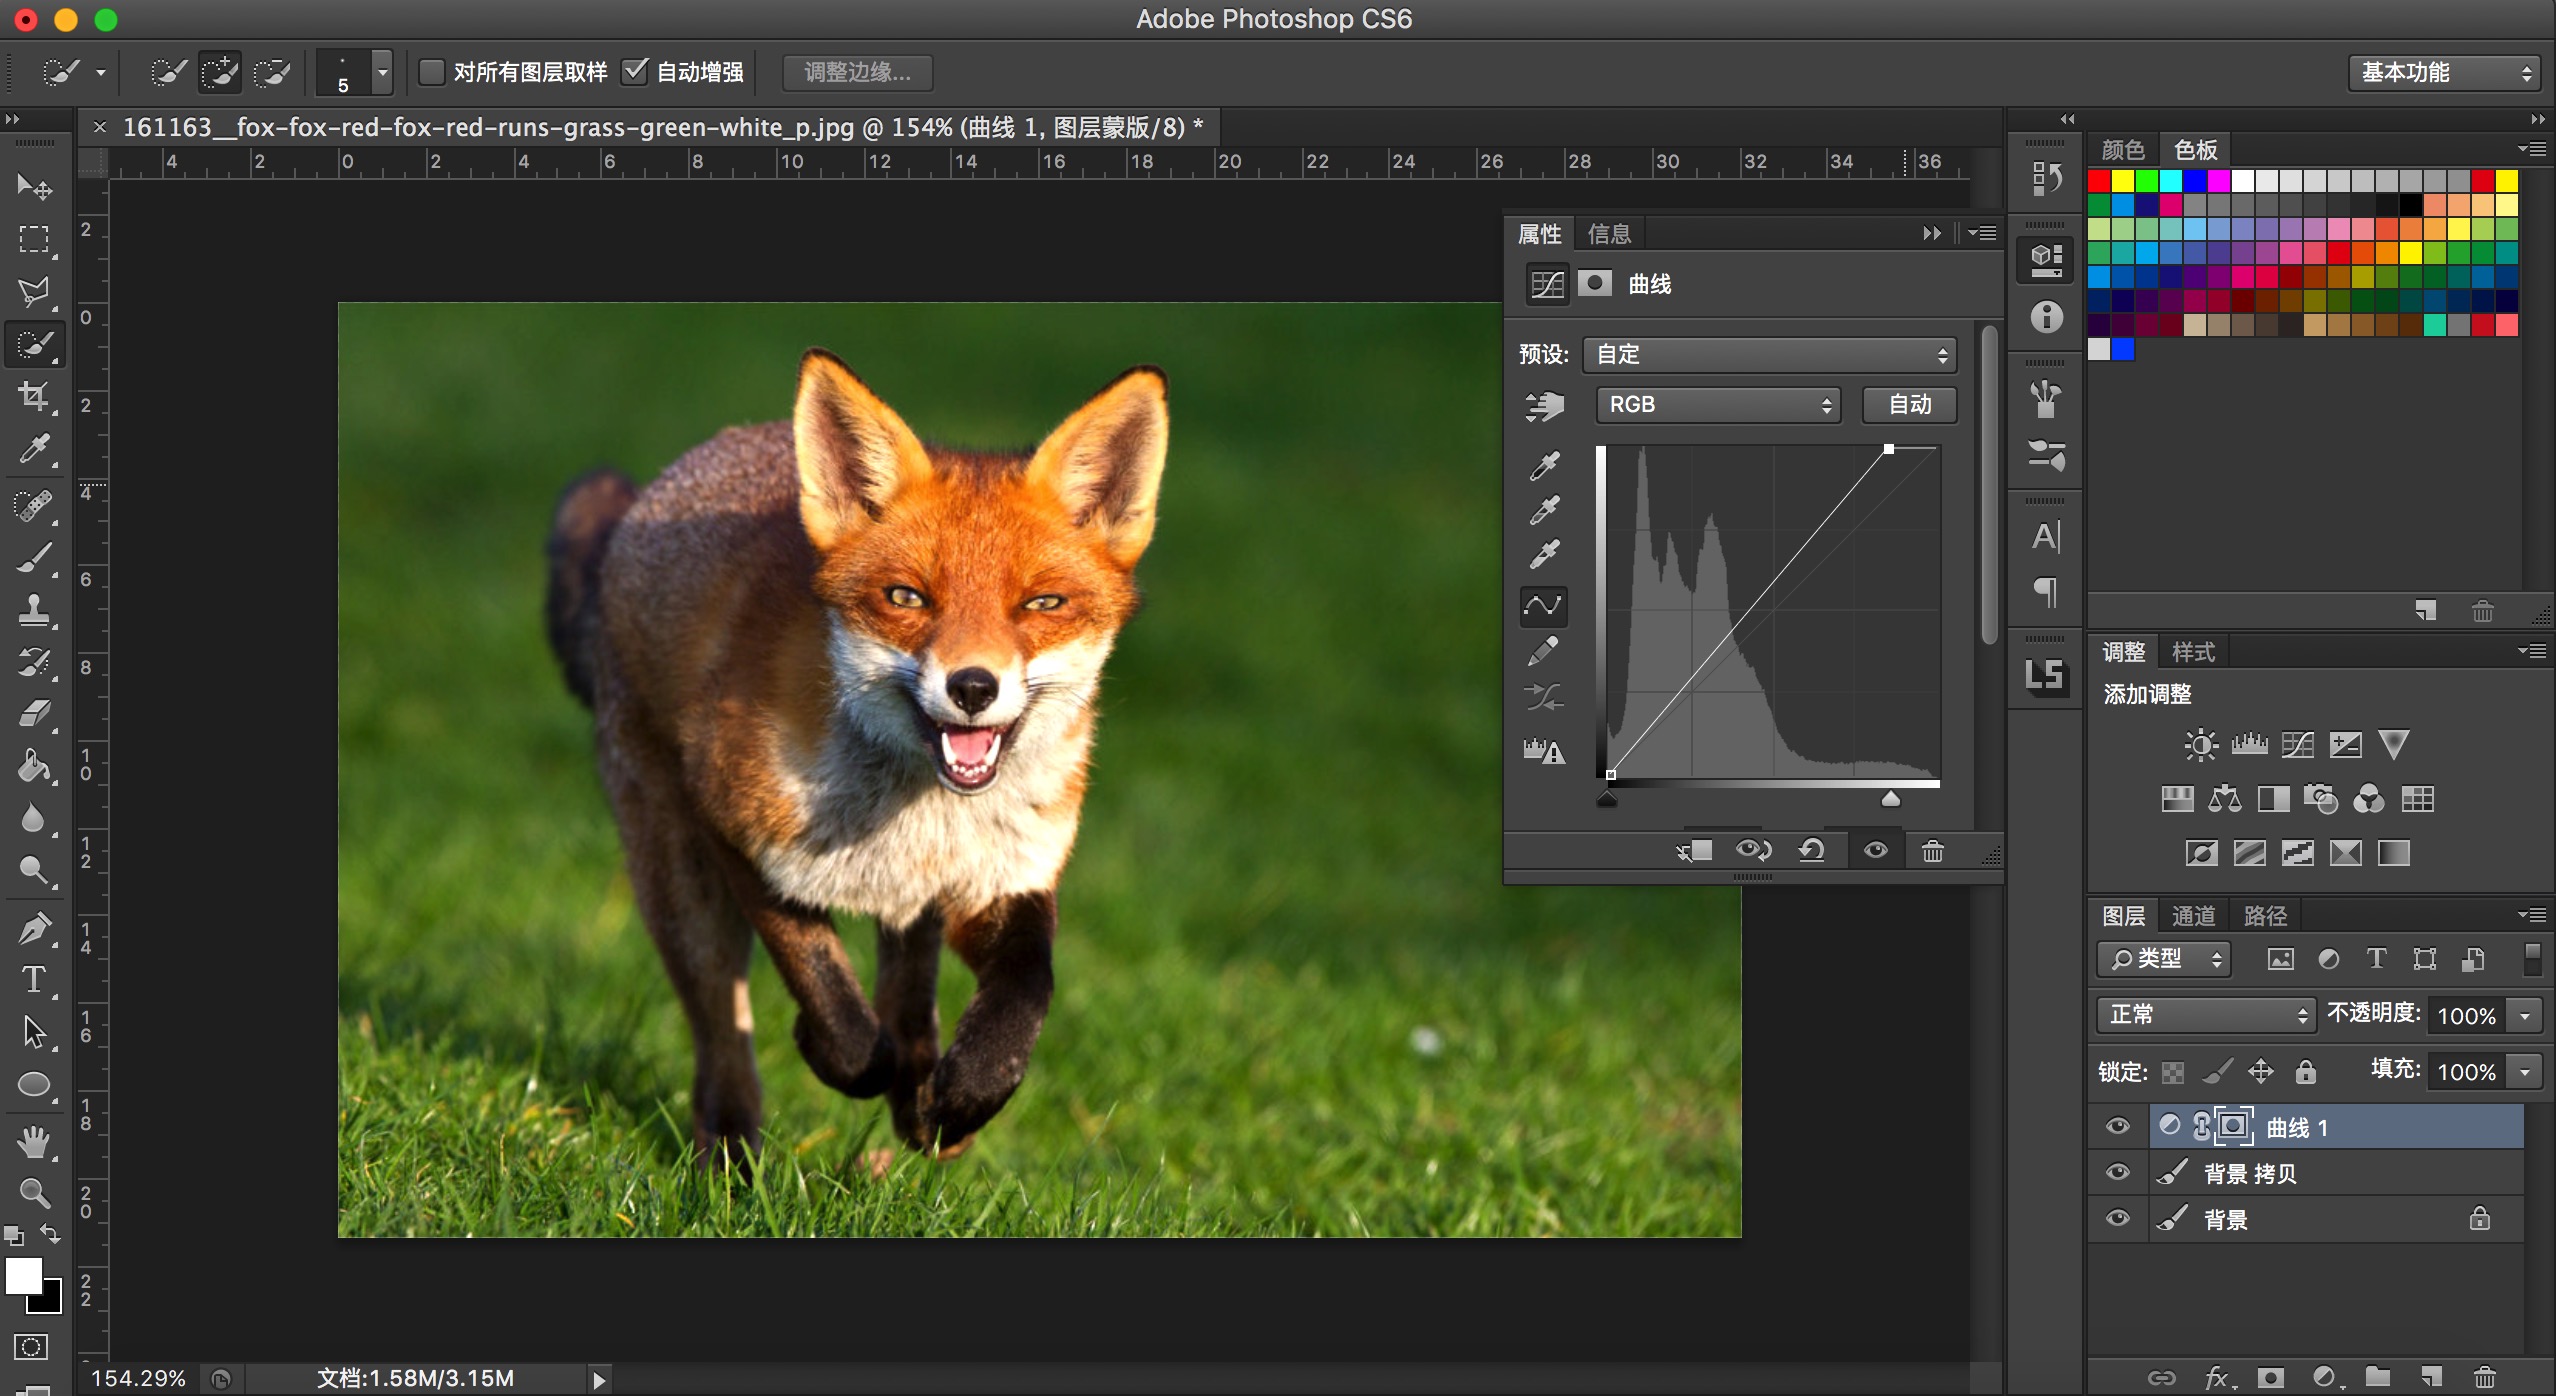 Adobe Photoshop CS6
5
对所有图层取样
自动增强
调整边缘...
基本功能
161163__fox-fox-red-fox-red-runs-grass-green-white_p.jpg @ 154% (曲线 1, 图层蒙版/8) *
4 2 0 2 4 6 8 10 12 14 16 18 20 22 24 26 28 30 32 34 36
2
0
2
4
6
8
10
12
14
16
18
20
22
属性 信息
曲线
预设: 自定
RGB 自动
颜色 色板
A
LS
调整 样式
添加调整
图层 通道 路径
类型
T
正常 不透明度: 100%
锁定: 填充: 100%
曲线 1
背景 拷贝
背景
fx
T
154.29% 文档:1.58M/3.15M